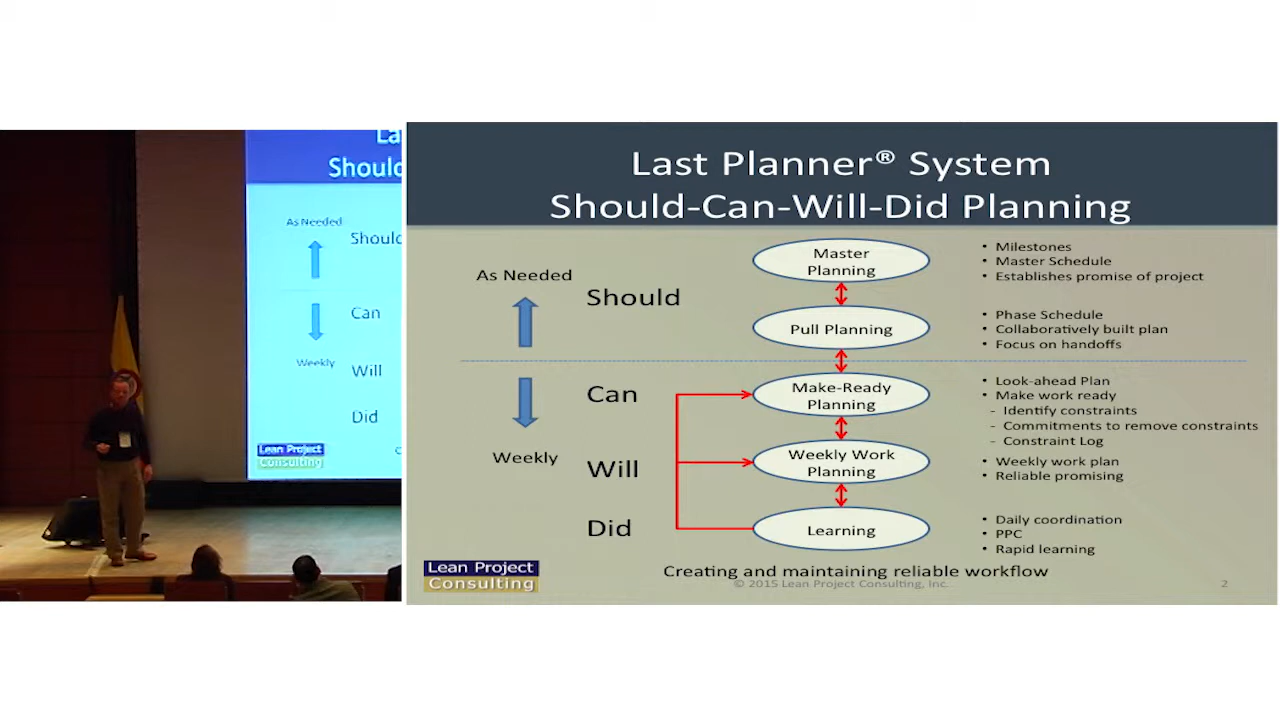 La
Should
As Needed
Should
Can
Weekly
Will
Did
Lean Project
Consulting
C
Last Planner® System
Should-Can-Will-Did Planning
As Needed
Should
Can
Weekly
Will
Did
Master
Planning
Pull Planning
Make-Ready
Planning
Weekly Work
Planning
Learning
• Milestones
• Master Schedule
• Establishes promise of project
• Phase Schedule
• Collaboratively built plan
• Focus on handoffs
• Look-ahead Plan
• Make work ready
- Identify constraints
- Commitments to remove constraints
- Constraint Log
• Weekly work plan
• Reliable promising
• Daily coordination
• PPC
• Rapid learning
Lean Project
Consulting
Creating and maintaining reliable workflow
© 2015 Lean Project Consulting, Inc.
2